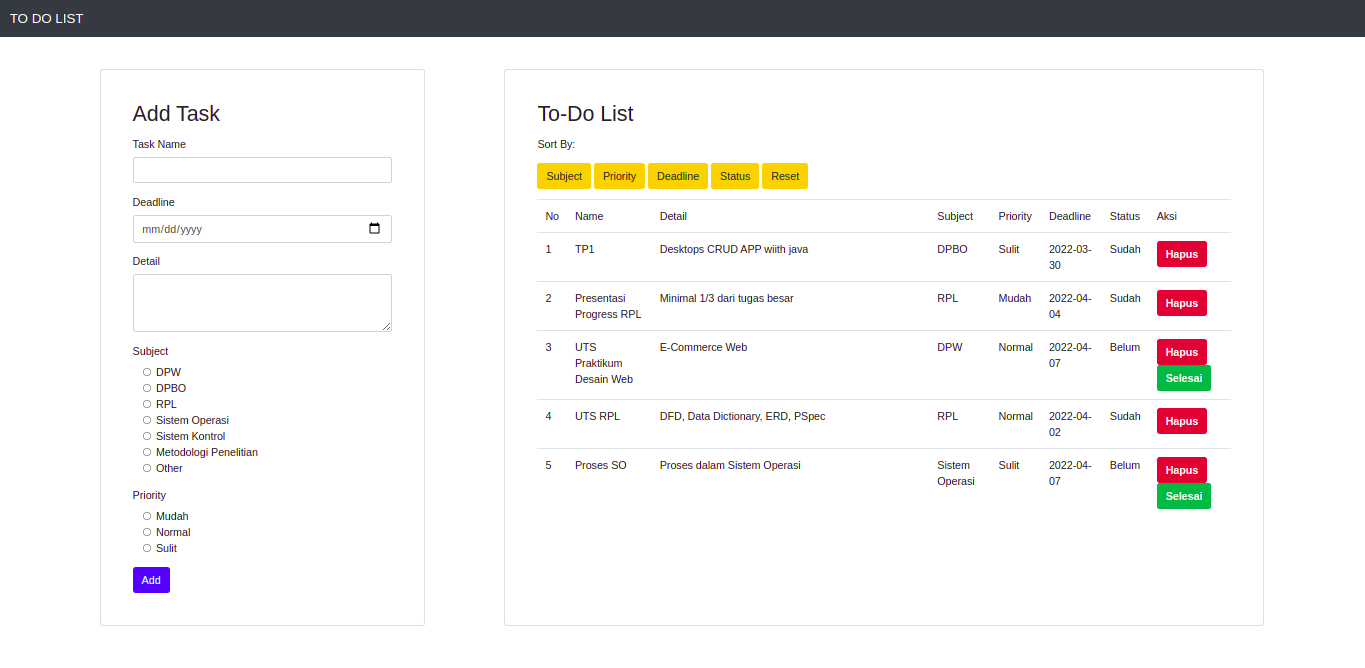 TO DO LIST
Add Task
Task Name
Deadline
mm/dd/yyyy
Detail
Subject
DPW
DPBO
RPL
Sistem Operasi
Sistem Kontrol
Metodologi Penelitian
Other
Priority
Mudah
Normal
Sulit
Add
To-Do List
Sort By:
Subject Priority Deadline Status Reset
No Name Detail Subject Priority Deadline Status Aksi
1 TP1 Desktops CRUD APP wiith java DPBO Sulit 2022-03- Sudah Hapus
30
2 Presentasi Minimal 1/3 dari tugas besar RPL Mudah 2022-04- Sudah Hapus
Progress RPL 04
3 UTS E-Commerce Web DPW Normal 2022-04- Belum Hapus
Praktikum 07
Desain Web Selesai
4 UTS RPL DFD, Data Dictionary, ERD, PSpec RPL Normal 2022-04- Sudah Hapus
02
5 Proses SO Proses dalam Sistem Operasi Sistem Sulit 2022-04- Belum Hapus
Operasi 07
Selesai